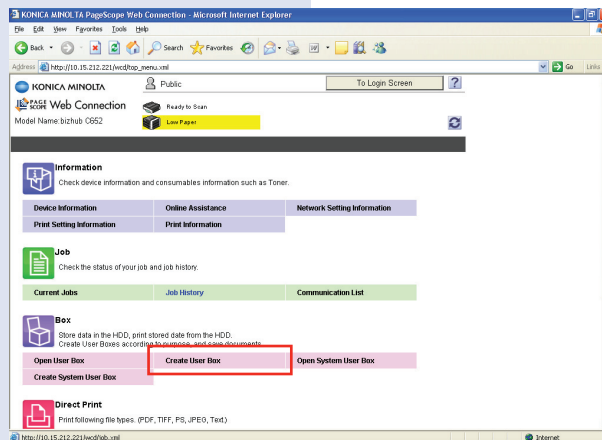 KONICA MINOLTA PageScope Web Connection - Microsoft Internet Explorer
File Edit View Favorites Tools Help
Back Search Favorites
Address http://10.15.212.221/wcd/top_menu.xml Go Links
KONICA MINOLTA Public To Login Screen ?
PAGE SCOPE Web Connection Ready to Scan
Model Name:bizhub C652 Low Paper
Information
Check device information and consumables information such as Toner.
Device Information Online Assistance Network Setting Information
Print Setting Information Print Information
Job
Check the status of your job and job history.
Current Jobs Job History Communication List
Box
Store data in the HDD, print stored date from the HDD.
Create User Boxes according to purpose, and save documents.
Open User Box Create User Box Open System User Box
Create System User Box
Direct Print
Print following file types. (PDF, TIFF, PS, JPEG, Text)
http://10.15.212.221/wcd/job.xml Internet